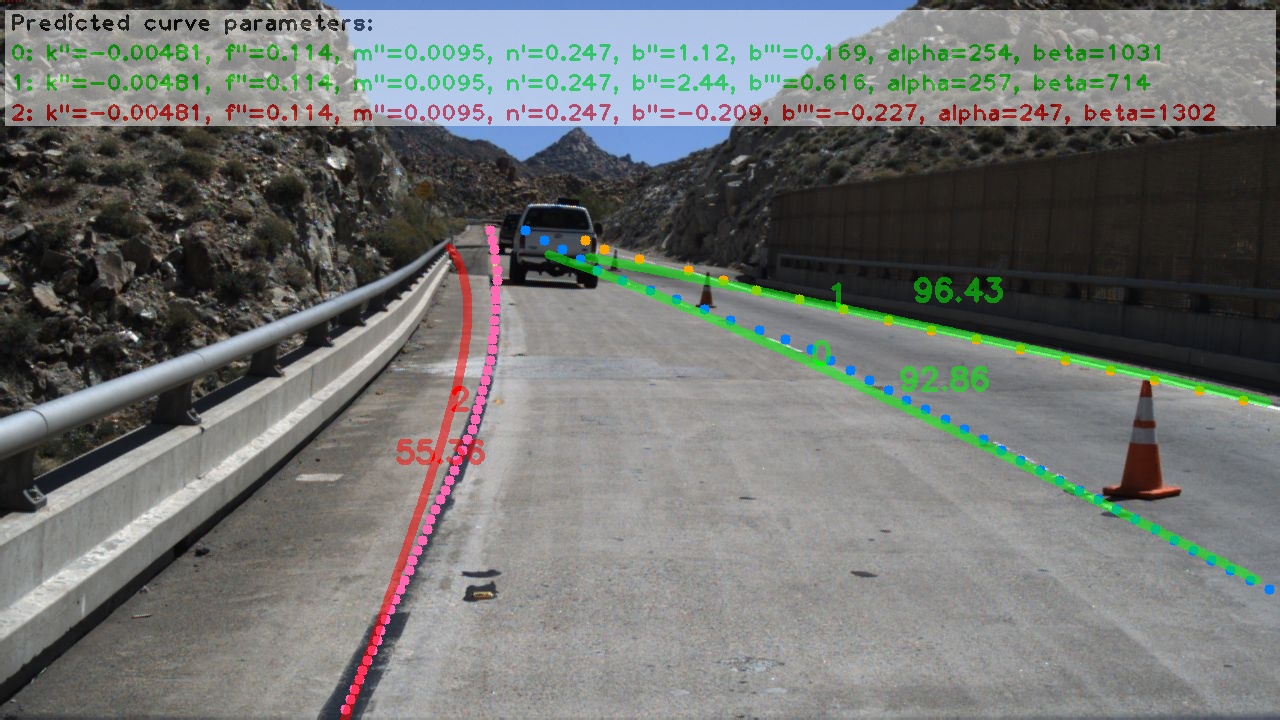 Predicted curve parameters:
0: k''=-0.00481, f''=0.114, m''=0.0095, n'=0.247, b''=1.12, b'''=0.169, alpha=254, beta=1031
1: k''=-0.00481, f''=0.114, m''=0.0095, n'=0.247, b''=2.44, b'''=0.616, alpha=257, beta=714
2: k''=-0.00481, f''=0.114, m''=0.0095, n'=0.247, b''=-0.209, b'''=-0.227, alpha=247, beta=1302
1 96.43
0
92.86
2
55.36